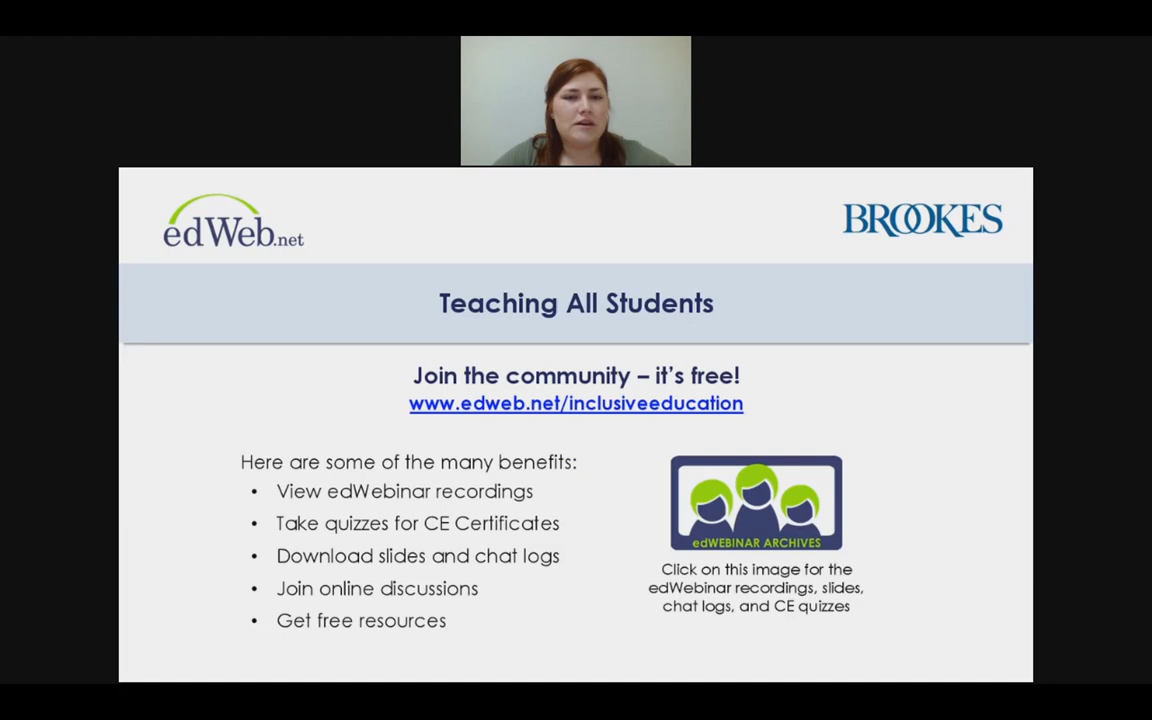 edWeb.net
BROOKES
Teaching All Students
Join the community – it's free!
www.edweb.net/inclusiveeducation
Here are some of the many benefits:
• View edWebinar recordings
• Take quizzes for CE Certificates
• Download slides and chat logs
• Join online discussions
• Get free resources
edWEBINAR ARCHIVES
Click on this image for the
edWebinar recordings, slides,
chat logs, and CE quizzes